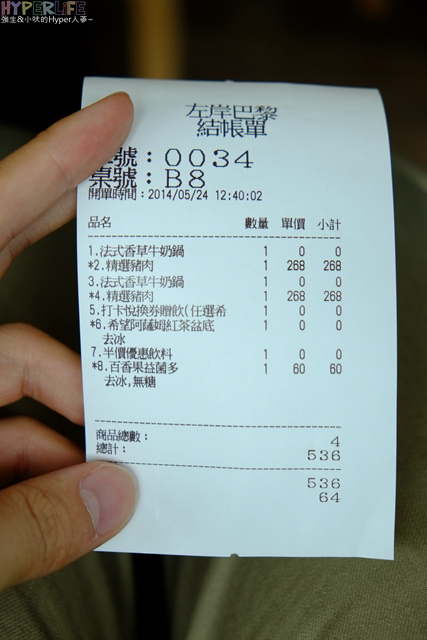 HYPERLIFE
強生&小吠的Hyper人蔘~
左岸巴黎
結帳單
號：0034
桌號：B8
開單時間：2014/05/24 12:40:02
品名 數量 單價 小計
1.法式香草牛奶鍋 1 0 0
*2.精選豬肉 1 268 268
3.法式香草牛奶鍋 1 0 0
*4.精選豬肉 1 268 268
5.打卡悅換券贈飲(任選希 1 0 0
*6.希望阿薩姆紅茶盆底 1 0 0
去冰
7.半價優惠飲料 1 0 0
*8.百香果益菌多 1 60 60
去冰,無糖
商品總數： 4
總計： 536
536
64